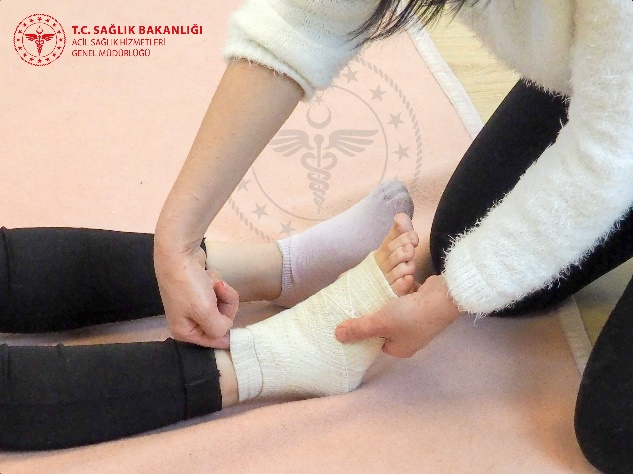 T.C. SAĞLIK BAKANLIĞI
ACİL SAĞLIK HİZMETLERİ
GENEL MÜDÜRLÜĞÜ